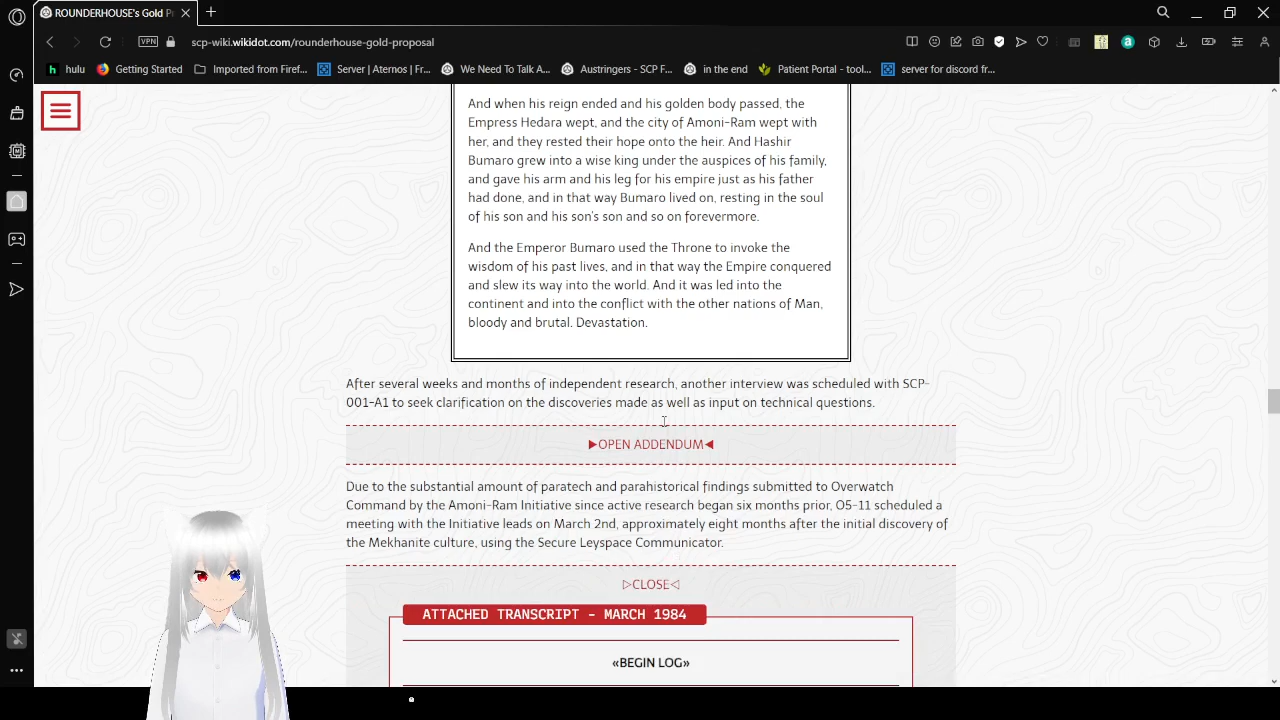 ROUNDERHOUSE's Gold P
VPN
scp-wiki.wikidot.com/rounderhouse-gold-proposal
hulu
Getting Started
Imported from Firef...
Server | Aternos | Fr...
We Need To Talk A...
Austringers - SCP F...
in the end
Patient Portal - tool...
server for discord fr...
And when his reign ended and his golden body passed, the
Empress Hedara wept, and the city of Amoni-Ram wept with
her, and they rested their hope onto the heir. And Hashir
Bumaro grew into a wise king under the auspices of his family,
and gave his arm and his leg for his empire just as his father
had done, and in that way Bumaro lived on, resting in the soul
of his son and his son's son and so on forevermore.
And the Emperor Bumaro used the Throne to invoke the
wisdom of his past lives, and in that way the Empire conquered
and slew its way into the world. And it was led into the
continent and into the conflict with the other nations of Man,
bloody and brutal. Devastation.
After several weeks and months of independent research, another interview was scheduled with SCP-
001-A1 to seek clarification on the discoveries made as well as input on technical questions.
▶OPEN ADDENDUM◀
Due to the substantial amount of paratech and parahistorical findings submitted to Overwatch
Command by the Amoni-Ram Initiative since active research began six months prior, O5-11 scheduled a
meeting with the Initiative leads on March 2nd, approximately eight months after the initial discovery of
the Mekhanite culture, using the Secure Leyspace Communicator.
▷CLOSE◁
ATTACHED TRANSCRIPT - MARCH 1984
«BEGIN LOG»